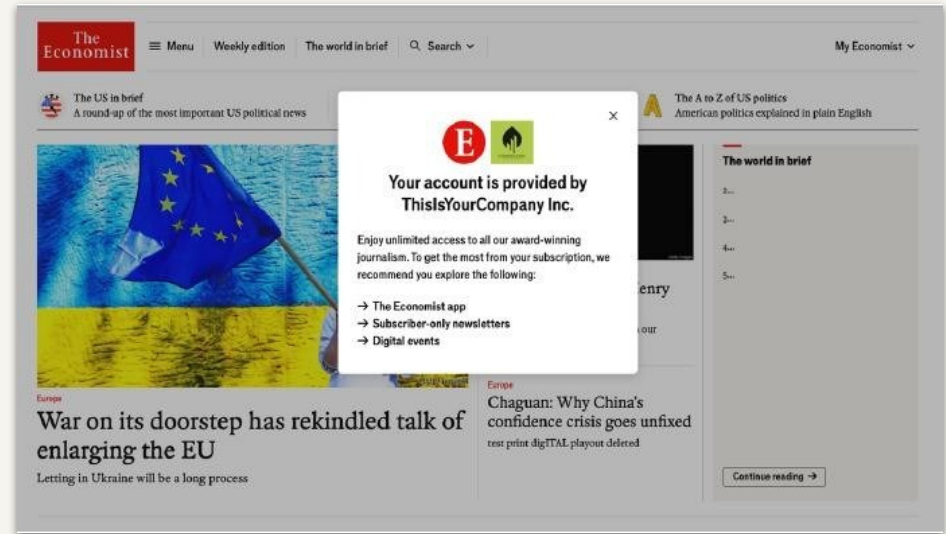 The
Economist
Menu
Weekly edition
The world in brief
Search
My Economist
The US in brief
A round-up of the most important US political news
The A to Z of US politics
American politics explained in plain English
E
Your account is provided by
ThisIsYourCompany Inc.
Enjoy unlimited access to all our award-winning
journalism. To get the most from your subscription, we
recommend you explore the following:
→ The Economist app
→ Subscriber-only newsletters
→ Digital events
Europe
War on its doorstep has rekindled talk of
enlarging the EU
Letting in Ukraine will be a long process
enry
our
Europe
Chaguan: Why China's
confidence crisis goes unfixed
test print digITAL playout deleted
The world in brief
2...
3...
4...
5...
Continue reading →